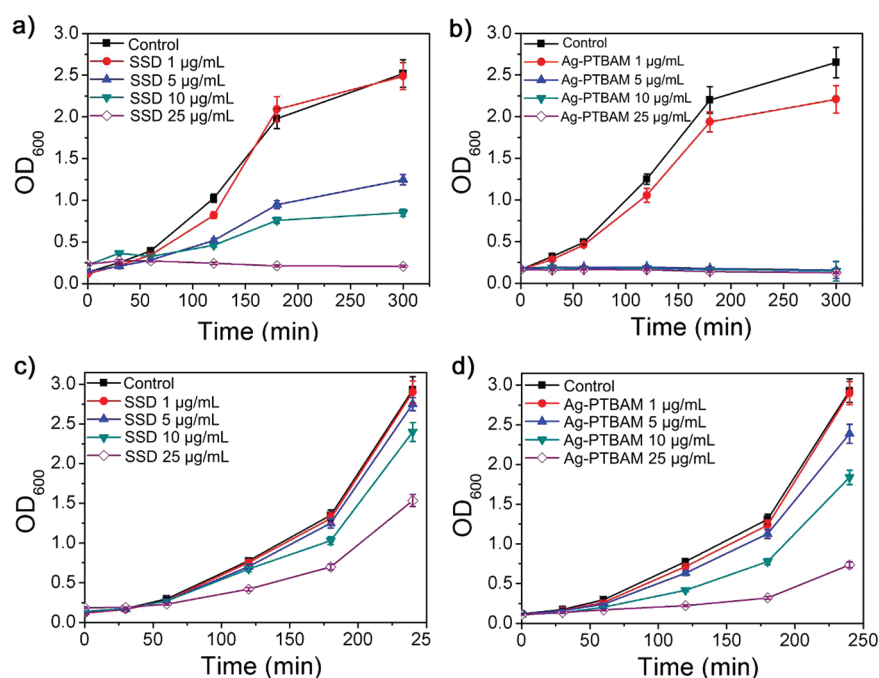 a)
Control
SSD 1 µg/mL
SSD 5 µg/mL
SSD 10 µg/mL
SSD 25 µg/mL
3.0
2.5
2.0
1.5
1.0
0.5
0.0
OD600
0 50 100 150 200 250 300
Time (min)
b)
Control
Ag-PTBAM 1 µg/mL
Ag-PTBAM 5 µg/mL
Ag-PTBAM 10 µg/mL
Ag-PTBAM 25 µg/mL
3.0
2.5
2.0
1.5
1.0
0.5
0.0
OD600
0 50 100 150 200 250 300
Time (min)
c)
Control
SSD 1 µg/mL
SSD 5 µg/mL
SSD 10 µg/mL
SSD 25 µg/mL
3.0
2.5
2.0
1.5
1.0
0.5
0.0
OD600
0 50 100 150 200 25
Time (min)
d)
Control
Ag-PTBAM 1 µg/mL
Ag-PTBAM 5 µg/mL
Ag-PTBAM 10 µg/mL
Ag-PTBAM 25 µg/mL
3.0
2.5
2.0
1.5
1.0
0.5
0.0
OD600
0 50 100 150 200 250
Time (min)